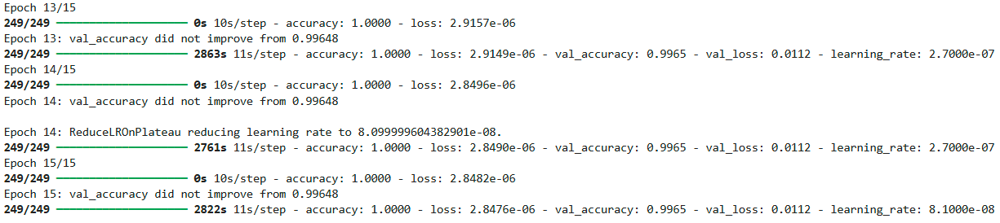 Epoch 13/15
249/249 ━━━━━━━━━━━━━━━━━━━━ 0s 10s/step - accuracy: 1.0000 - loss: 2.9157e-06
Epoch 13: val_accuracy did not improve from 0.99648
249/249 ━━━━━━━━━━━━━━━━━━━━ 2863s 11s/step - accuracy: 1.0000 - loss: 2.9149e-06 - val_accuracy: 0.9965 - val_loss: 0.0112 - learning_rate: 2.7000e-07
Epoch 14/15
249/249 ━━━━━━━━━━━━━━━━━━━━ 0s 10s/step - accuracy: 1.0000 - loss: 2.8496e-06
Epoch 14: val_accuracy did not improve from 0.99648
Epoch 14: ReduceLROnPlateau reducing learning rate to 8.099999604382901e-08.
249/249 ━━━━━━━━━━━━━━━━━━━━ 2761s 11s/step - accuracy: 1.0000 - loss: 2.8490e-06 - val_accuracy: 0.9965 - val_loss: 0.0112 - learning_rate: 2.7000e-07
Epoch 15/15
249/249 ━━━━━━━━━━━━━━━━━━━━ 0s 10s/step - accuracy: 1.0000 - loss: 2.8482e-06
Epoch 15: val_accuracy did not improve from 0.99648
249/249 ━━━━━━━━━━━━━━━━━━━━ 2822s 11s/step - accuracy: 1.0000 - loss: 2.8476e-06 - val_accuracy: 0.9965 - val_loss: 0.0112 - learning_rate: 8.1000e-08